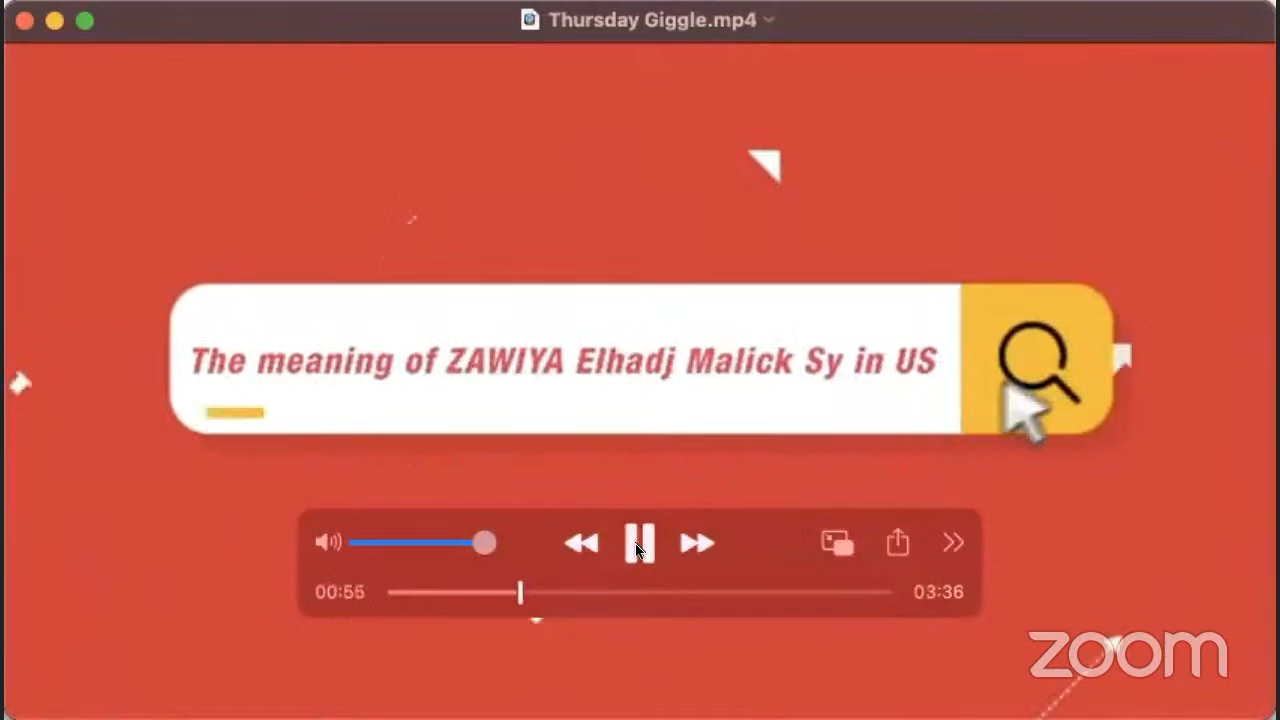 Thursday Giggle.mp4
The meaning of ZAWIYA Elhadj Malick Sy in US
00:55
03:36
zoom